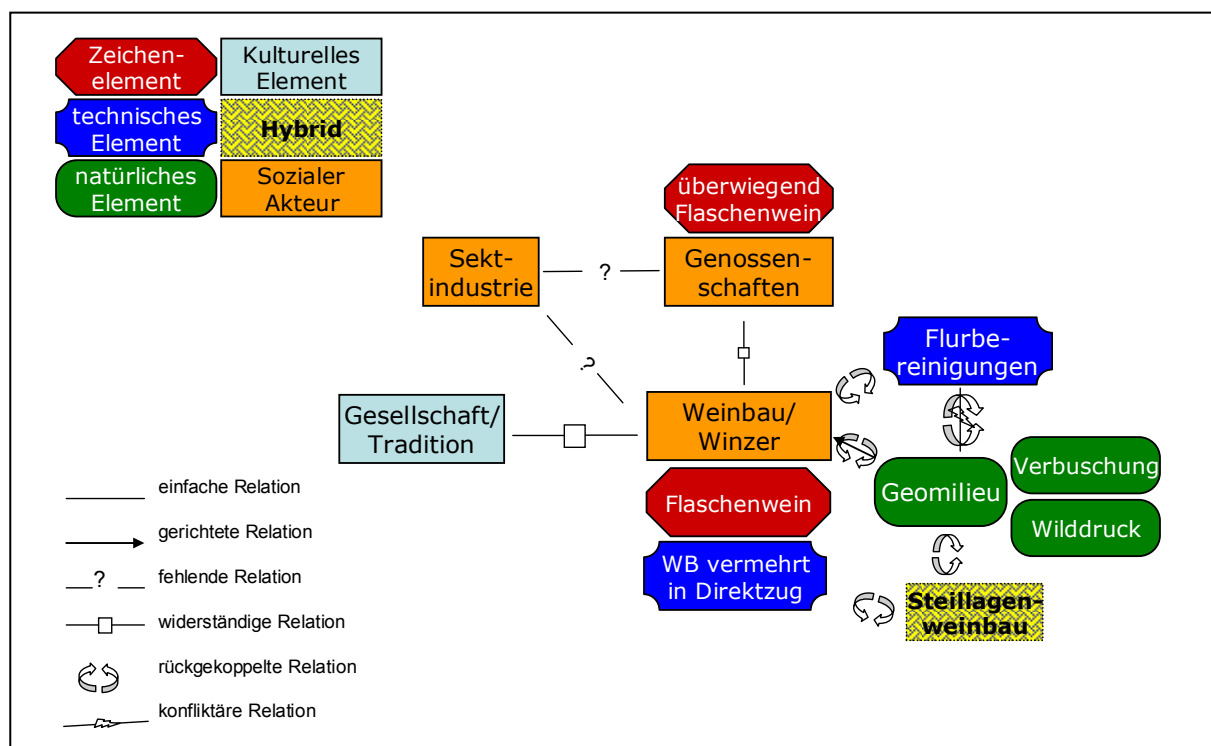 Zeichen-
element
Kulturelles
Element
technisches
Element
Hybrid
natürliches
Element
Sozialer
Akteur
überwiegend
Flaschenwein
Sekt-
industrie
?
Genossen-
schaften
Flurbe-
reinigungen
?
Gesellschaft/
Tradition
Weinbau/
Winzer
Verbuschung
Geomilieu
Wilddruck
Flaschenwein
WB vermehrt
in Direktzug
Steillagen-
weinbau
einfache Relation
gerichtete Relation
? fehlende Relation
widerständige Relation
rückgekoppelte Relation
konfliktäre Relation